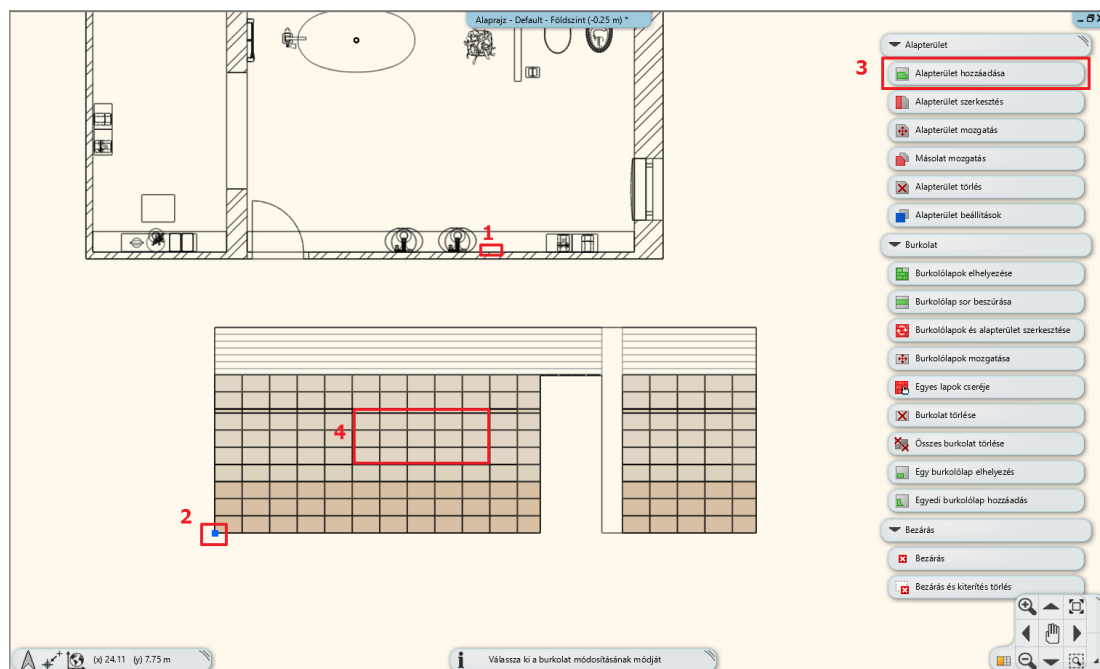 Alaprajz - Default - Földszint (-0.25 m) *
Alapterület
3
Alapterület hozzáadása
Alapterület szerkesztés
Alapterület mozgatás
Másolat mozgatás
Alapterület törlés
Alapterület beállítások
1
Burkolat
Burkolólapok elhelyezése
Burkolólap sor beszúrása
Burkolólapok és alapterület szerkesztése
Burkolólapok mozgatása
Egyes lapok cseréje
4
Burkolat törlése
Összes burkolat törlése
Egy burkolólap elhelyezés
Egyedi burkolólap hozzáadás
2
Bezárás
Bezárás
Bezárás és kiterítés törlés
(x) 24.11 (y) 7.75 m
Válassza ki a burkolat módosításának módját